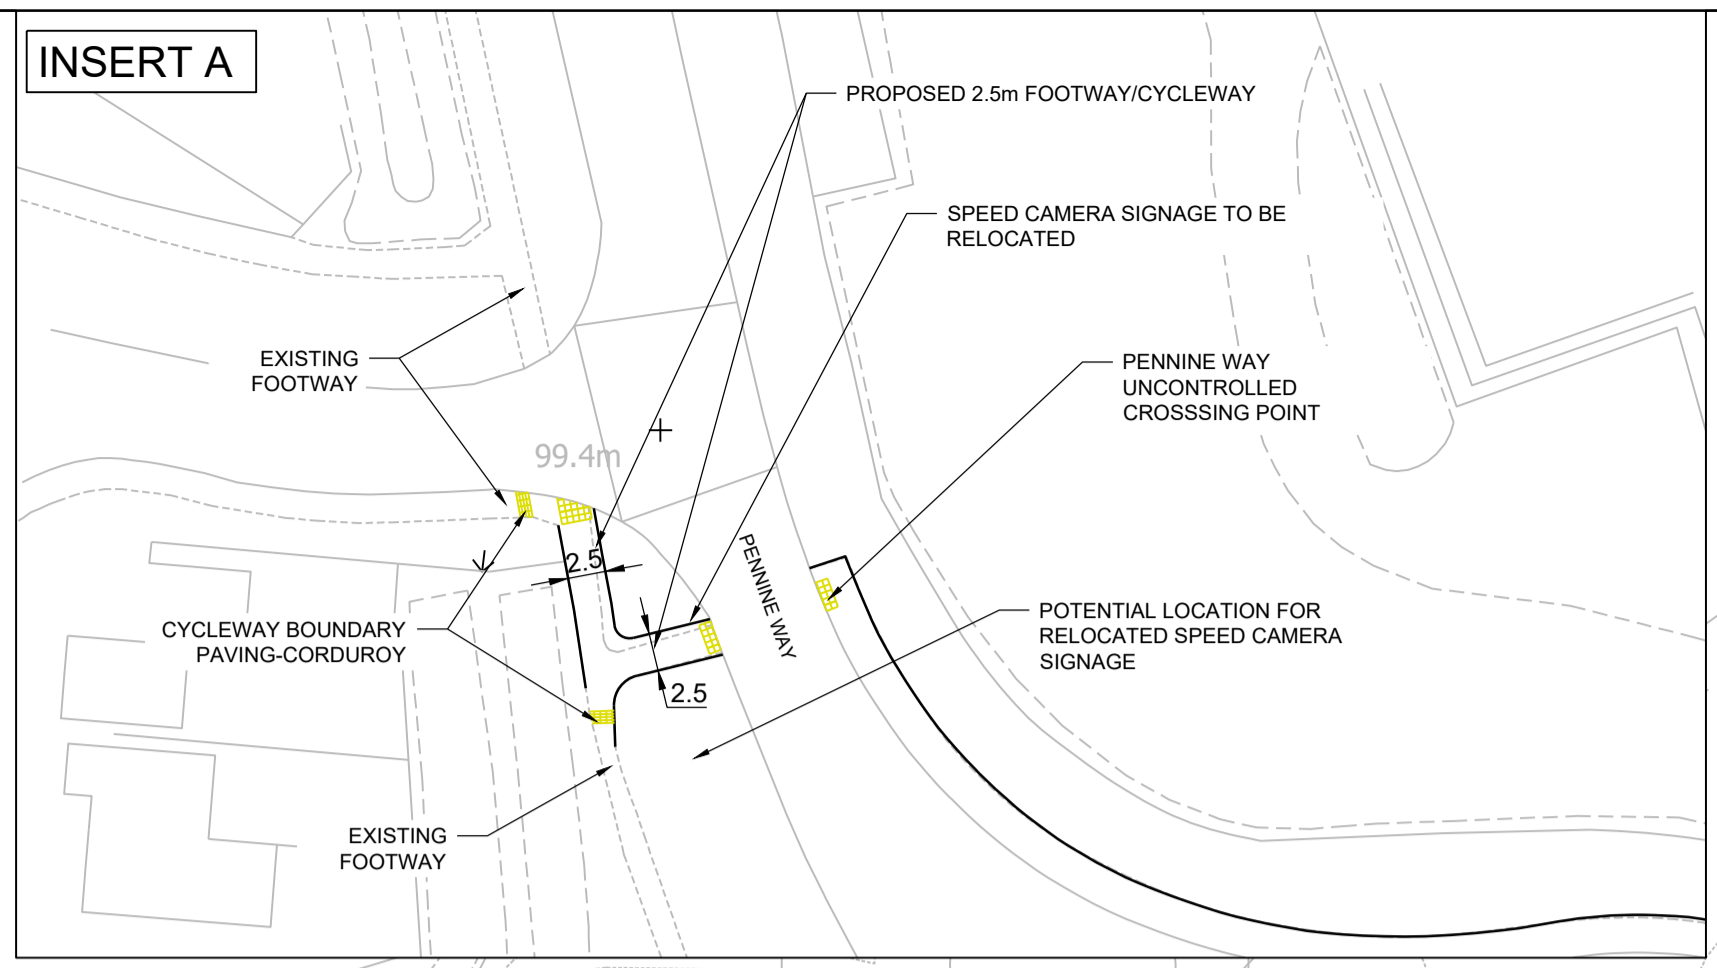 INSERT A
PROPOSED 2.5m FOOTWAY/CYCLEWAY
SPEED CAMERA SIGNAGE TO BE
RELOCATED
EXISTING
FOOTWAY
PENNINE WAY
UNCONTROLLED
CROSSSING POINT
99.4m
2.5
PENNINE WAY
CYCLEWAY BOUNDARY
PAVING-CORDUROY
POTENTIAL LOCATION FOR
RELOCATED SPEED CAMERA
SIGNAGE
2.5
EXISTING
FOOTWAY